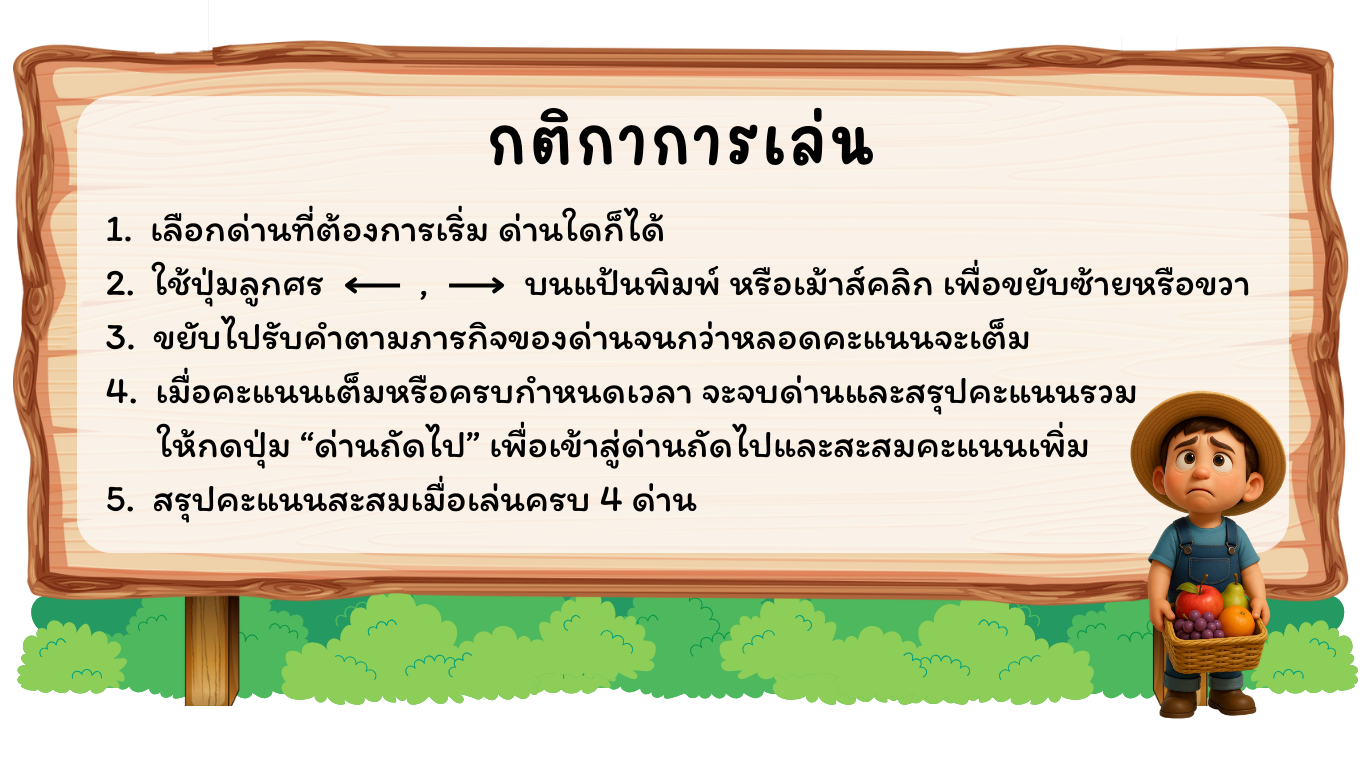 กติกาการเล่น
1. เลือกด่านที่ต้องการเริ่ม ด่านใดก็ได้
2. ใช้ปุ่มลูกศร ← , → บนแป้นพิมพ์ หรือเม้าส์คลิก เพื่อขยับซ้ายหรือขวา
3. ขยับไปรับคำตามภารกิจของด่านจนกว่าหลอดคะแนนจะเต็ม
4. เมื่อคะแนนเต็มหรือครบกำหนดเวลา จะจบด่านและสรุปคะแนนรวม
ให้กดปุ่ม “ด่านถัดไป” เพื่อเข้าสู่ด่านถัดไปและสะสมคะแนนเพิ่ม
5. สรุปคะแนนสะสมเมื่อเล่นครบ 4 ด่าน